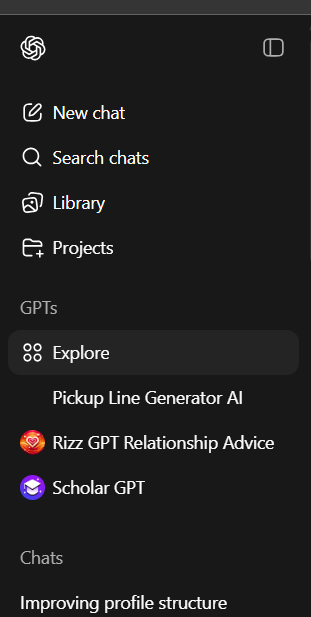 New chat
Search chats
Library
Projects
GPTs
Explore
Pickup Line Generator AI
Rizz GPT Relationship Advice
Scholar GPT
Chats
Improving profile structure